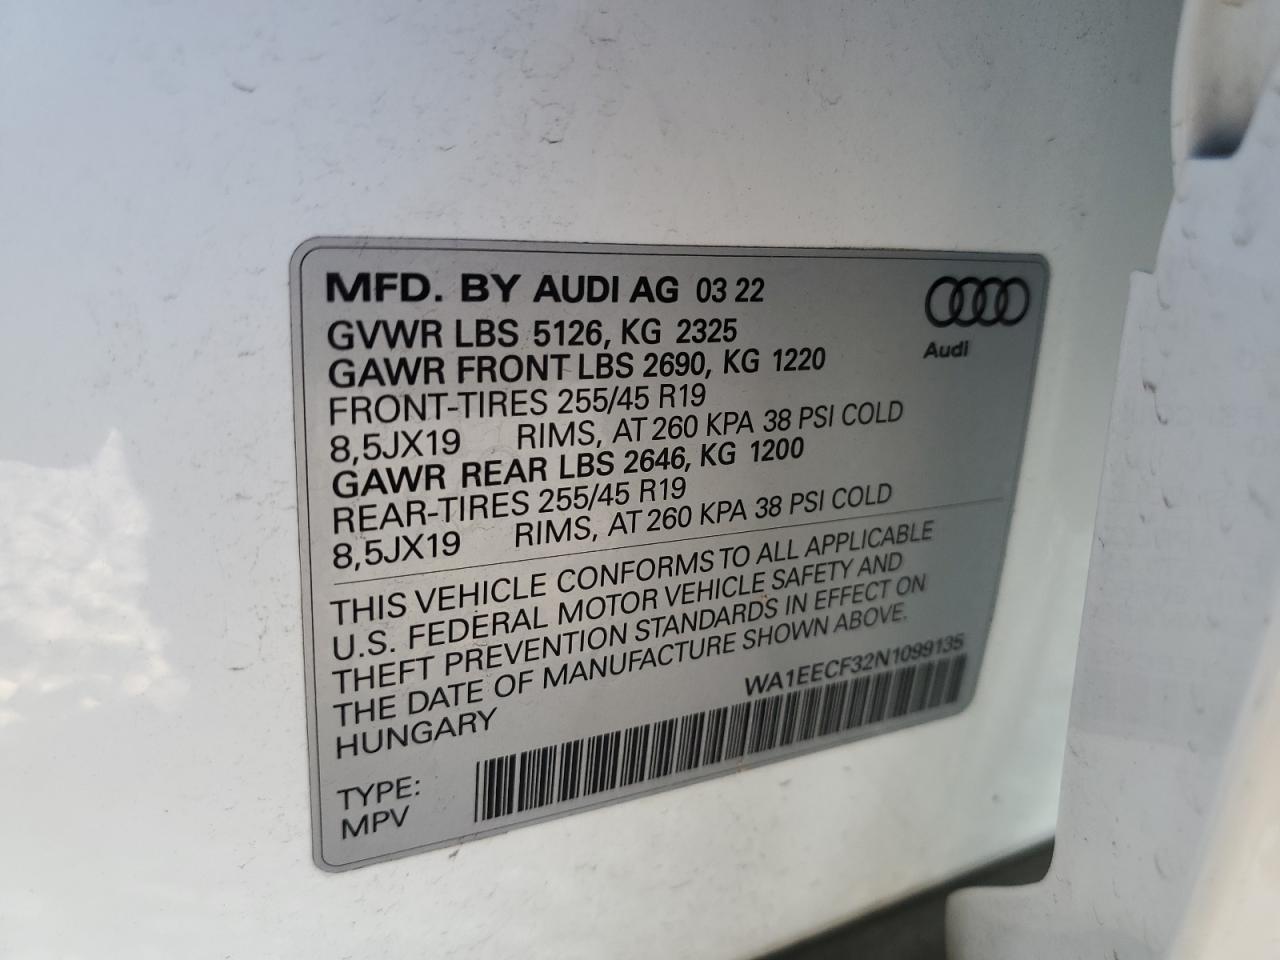 MFD. BY AUDI AG 03 22
GVWR LBS 5126, KG 2325
GAWR FRONT LBS 2690, KG 1220
FRONT-TIRES 255/45 R19
8,5JX19 RIMS, AT 260 KPA 38 PSI COLD
GAWR REAR LBS 2646, KG 1200
REAR-TIRES 255/45 R19
8,5JX19 RIMS, AT 260 KPA 38 PSI COLD
Audi
THIS VEHICLE CONFORMS TO ALL APPLICABLE
U.S. FEDERAL MOTOR VEHICLE SAFETY AND
THEFT PREVENTION STANDARDS IN EFFECT ON
THE DATE OF MANUFACTURE SHOWN ABOVE.
HUNGARY
WA1EECF32N1099135
TYPE:
MPV